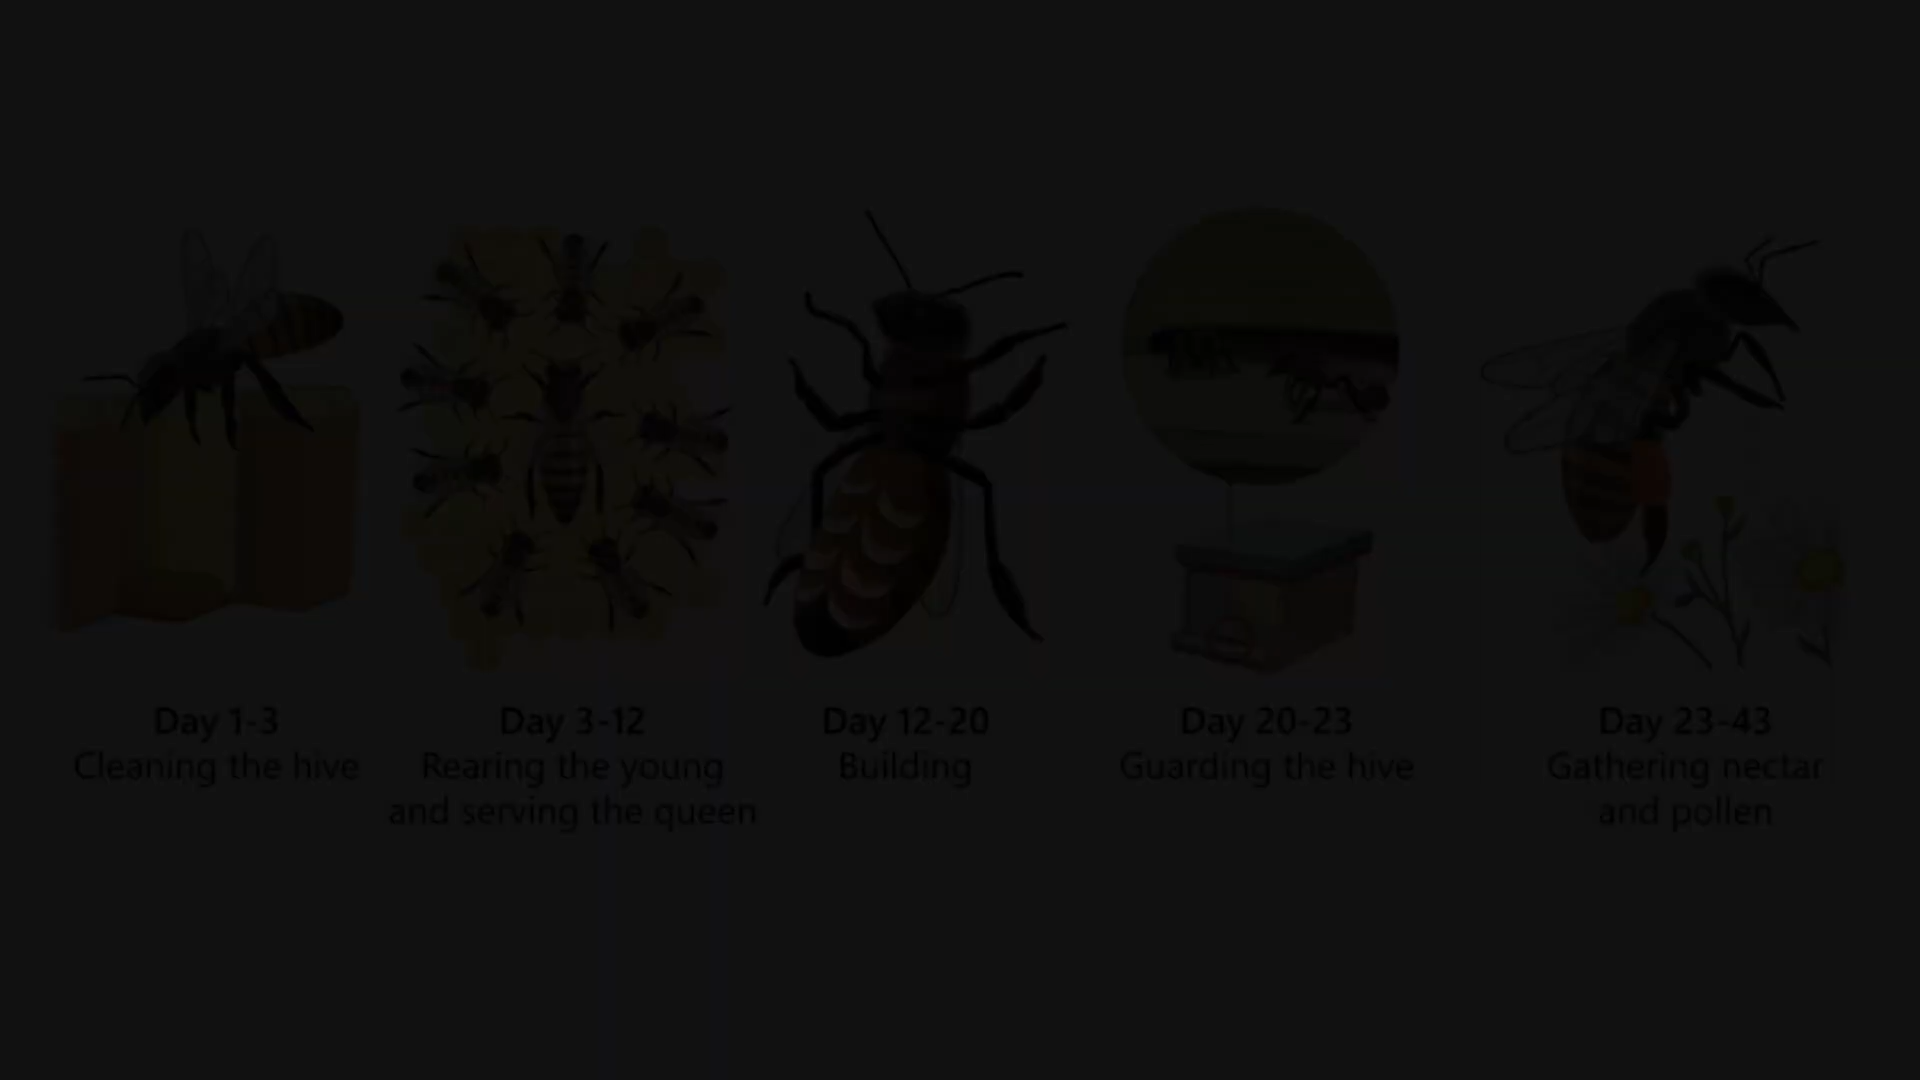 Day 1-3
Cleaning the hive
Day 3-12
Rearing the young
and serving the queen
Day 12-20
Building
Day 20-23
Guarding the hive
Day 23-43
Gathering nectar
and pollen